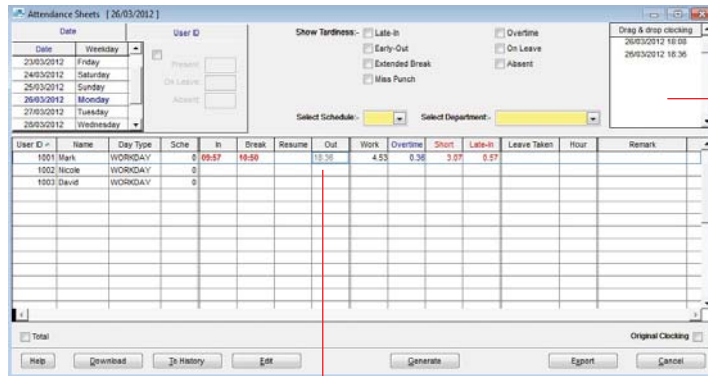 Attendance Sheets [ 26/03/2012 ]
Date User ID Show Tardiness:- Late-In Overtime Drag & drop clocking
Date Weekday Early-Out On Leave 26/03/2012 18:08
23/03/2012 Friday Present: Extended Break Absent 26/03/2012 18:36
24/03/2012 Saturday On Leave: Miss Punch
25/03/2012 Sunday
26/03/2012 Monday Absent:
27/03/2012 Tuesday Select Schedule:- Select Department:-
28/03/2012 Wednesday
User ID Name Day Type Sche In Break Resume Out Work Overtime Short Late-In Leave Taken Hour Remark
1001 Mark WORKDAY 0 09:57 10:50 18:36 4.53 0.36 3.07 0.57
1002 Nicole WORKDAY 0
1003 David WORKDAY 0
Total Original Clocking
Help Download To History Edit Generate Export Cancel